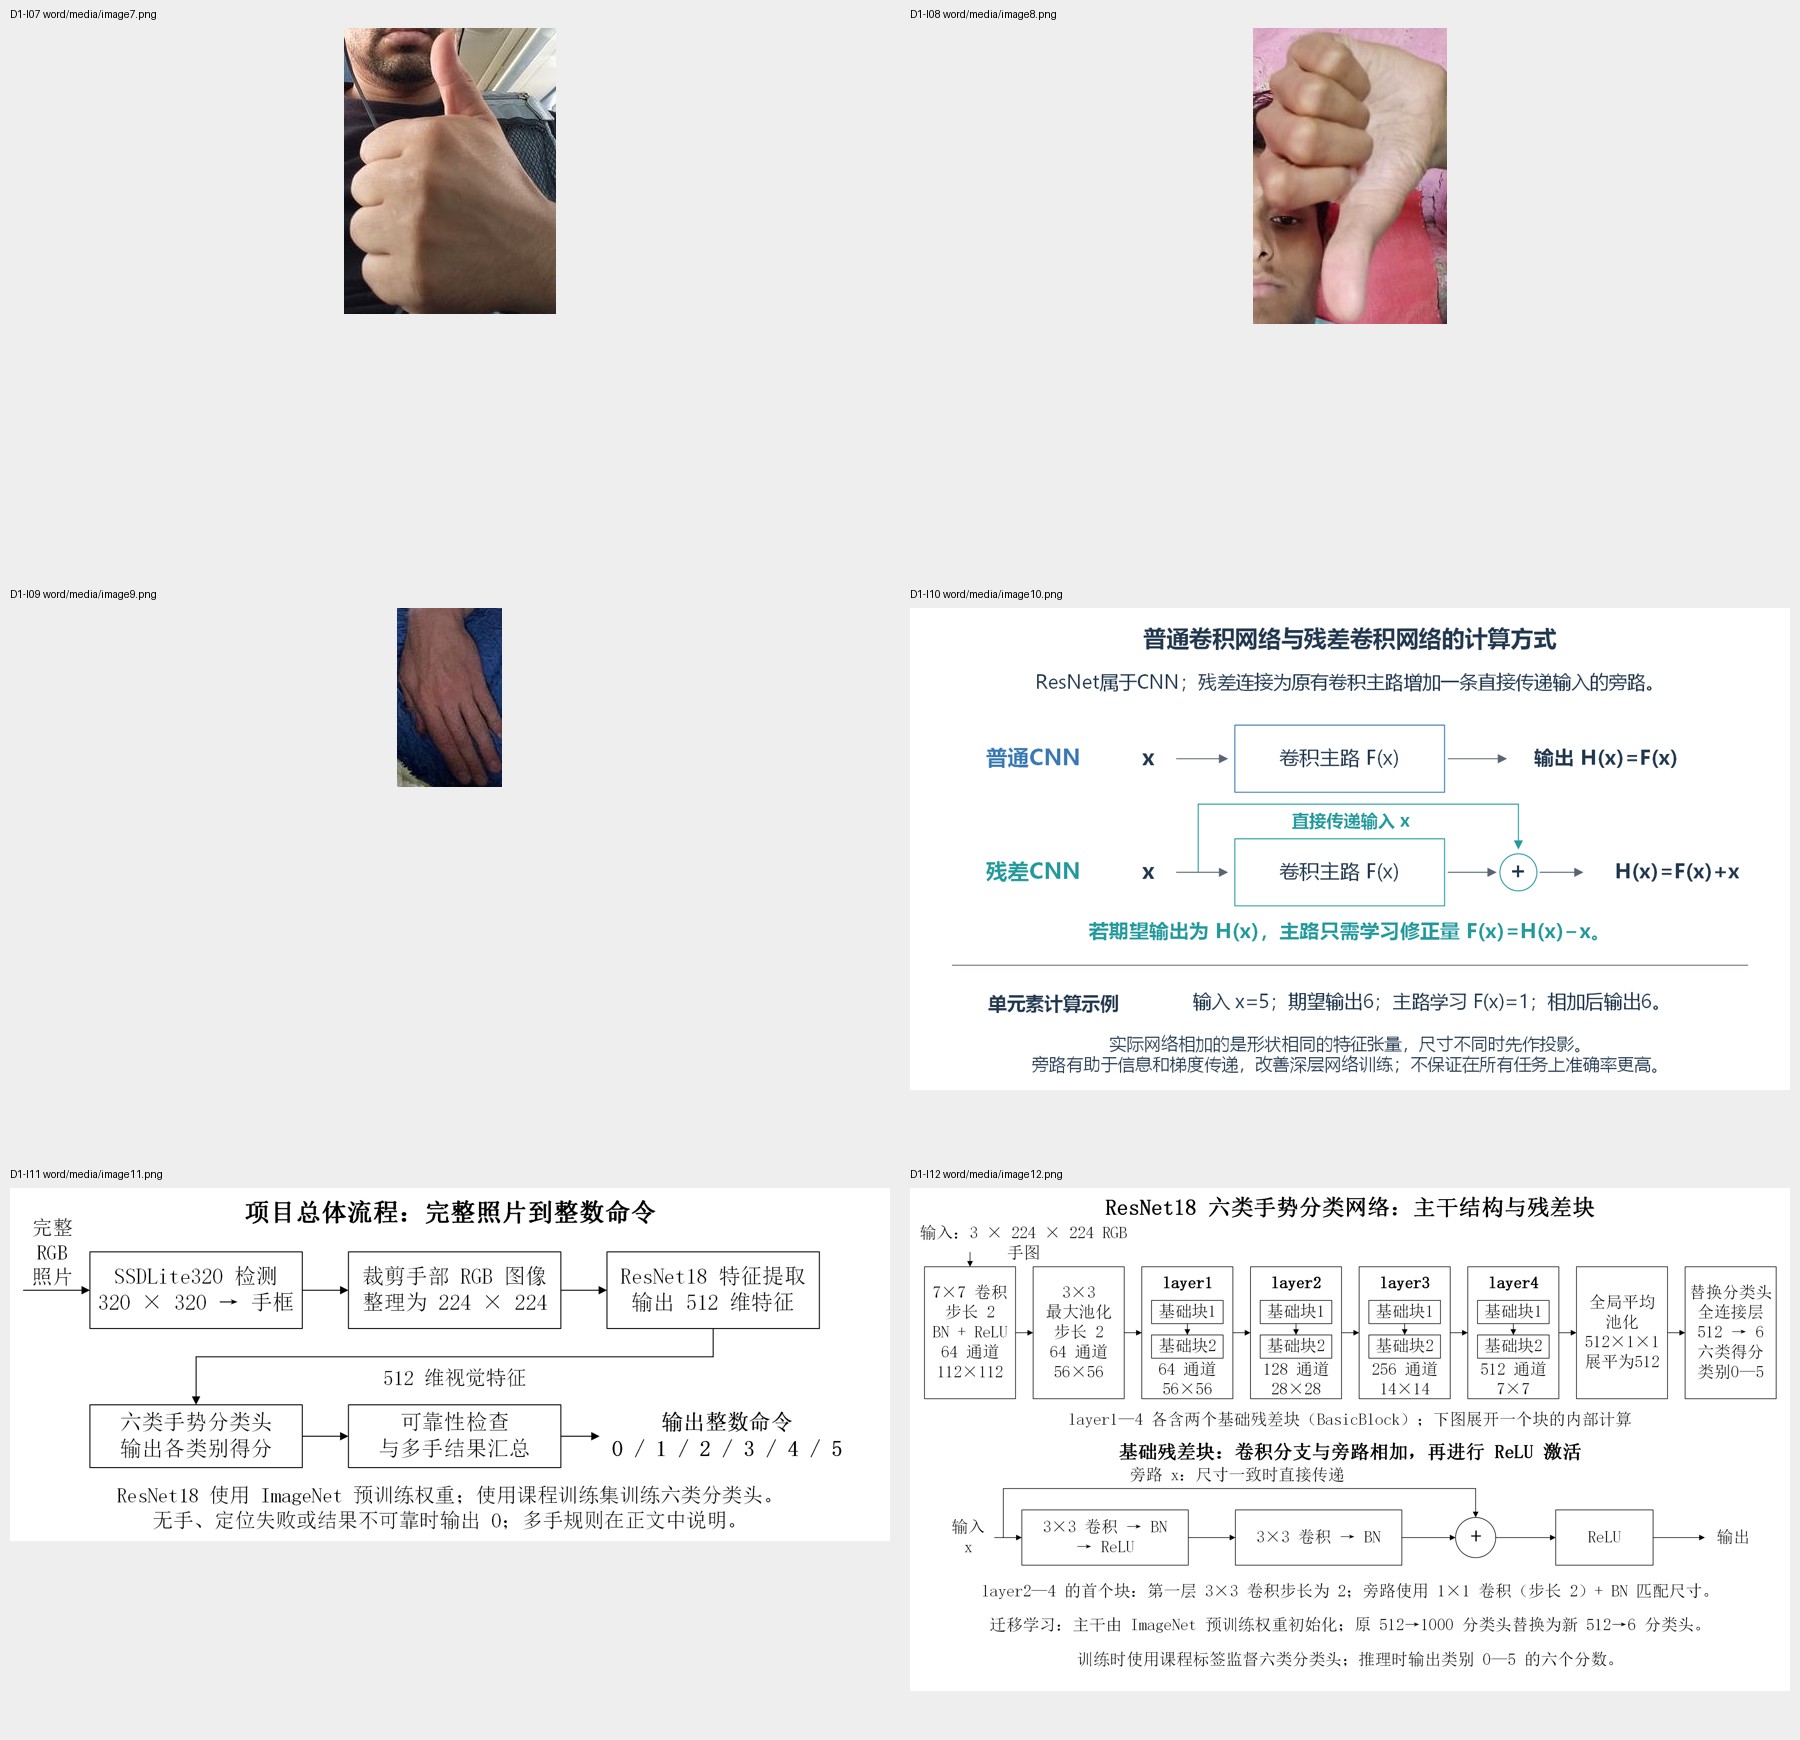 D1-I07 word/media/image7.png
D1-I08 word/media/image8.png
D1-I09 word/media/image9.png
D1-I10 word/media/image10.png
普通卷积网络与残差卷积网络的计算方式
ResNet属于CNN；残差连接为原有卷积主路增加一条直接传递输入的旁路。
普通CNN
x
卷积主路 F(x)
输出 H(x)=F(x)
直接传递输入 x
残差CNN
x
卷积主路 F(x)
+
H(x)=F(x)+x
若期望输出为 H(x)，主路只需学习修正量 F(x)=H(x)−x。
单元素计算示例
输入 x=5；期望输出6；主路学习 F(x)=1；相加后输出6。
实际网络相加的是形状相同的特征张量，尺寸不同时先作投影。
旁路有助于信息和梯度传递，改善深层网络训练；不保证在所有任务上准确率更高。
D1-I11 word/media/image11.png
项目总体流程：完整照片到整数命令
完整
RGB
照片
SSDLite320 检测
320 × 320 → 手框
裁剪手部 RGB 图像
整理为 224 × 224
ResNet18 特征提取
输出 512 维特征
512 维视觉特征
六类手势分类头
输出各类别得分
可靠性检查
与多手结果汇总
输出整数命令
0 / 1 / 2 / 3 / 4 / 5
ResNet18 使用 ImageNet 预训练权重；使用课程训练集训练六类分类头。
无手、定位失败或结果不可靠时输出 0；多手规则在正文中说明。
D1-I12 word/media/image12.png
ResNet18 六类手势分类网络：主干结构与残差块
输入：3 × 224 × 224 RGB
手图
7×7 卷积
步长 2
BN + ReLU
64 通道
112×112
3×3
最大池化
步长 2
64 通道
56×56
layer1
基础块1
基础块2
64 通道
56×56
layer2
基础块1
基础块2
128 通道
28×28
layer3
基础块1
基础块2
256 通道
14×14
layer4
基础块1
基础块2
512 通道
7×7
全局平均
池化
512×1×1
展平为512
替换分类头
全连接层
512 → 6
六类得分
类别0—5
layer1—4 各含两个基础残差块（BasicBlock）；下图展开一个块的内部计算
基础残差块：卷积分支与旁路相加，再进行 ReLU 激活
旁路 x：尺寸一致时直接传递
输入
x
3×3 卷积 → BN
→ ReLU
3×3 卷积 → BN
+
ReLU
输出
layer2—4 的首个块：第一层 3×3 卷积步长为 2；旁路使用 1×1 卷积（步长 2）+ BN 匹配尺寸。
迁移学习：主干由 ImageNet 预训练权重初始化；原 512→1000 分类头替换为新 512→6 分类头。
训练时使用课程标签监督六类分类头；推理时输出类别 0—5 的六个分数。